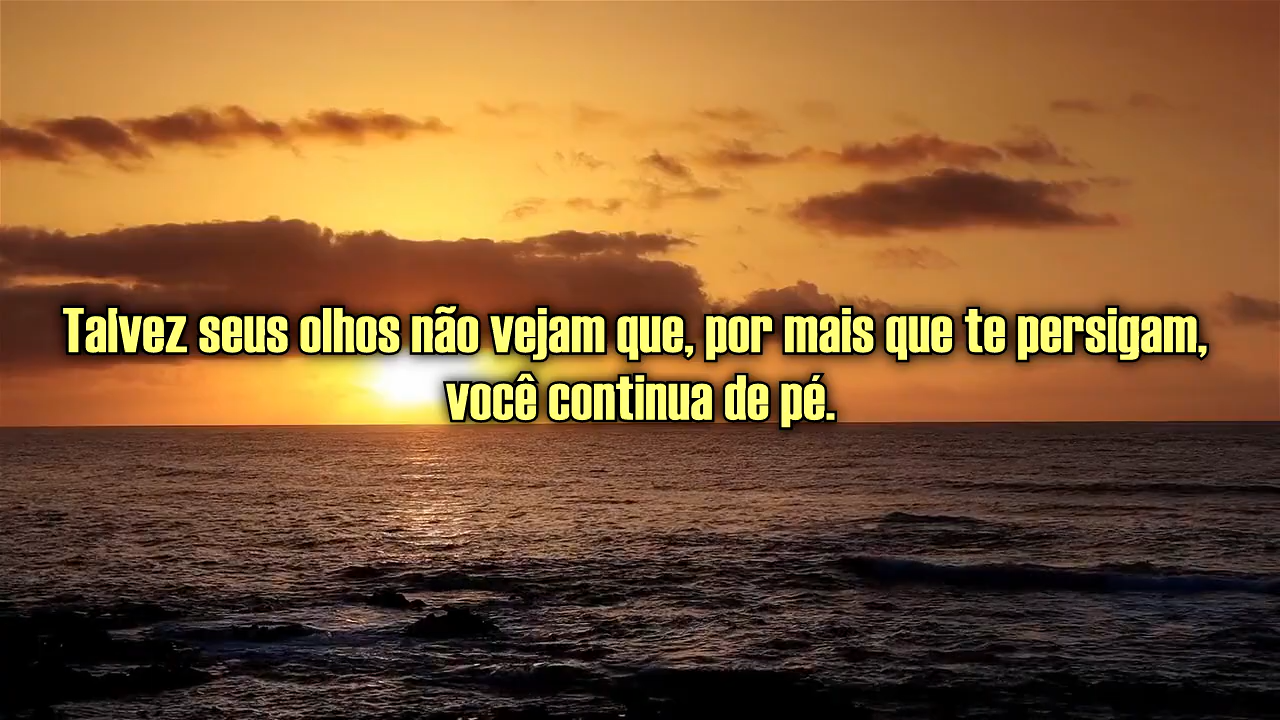 Talvez seus olhos não vejam que, por mais que te persigam,
você continua de pé.